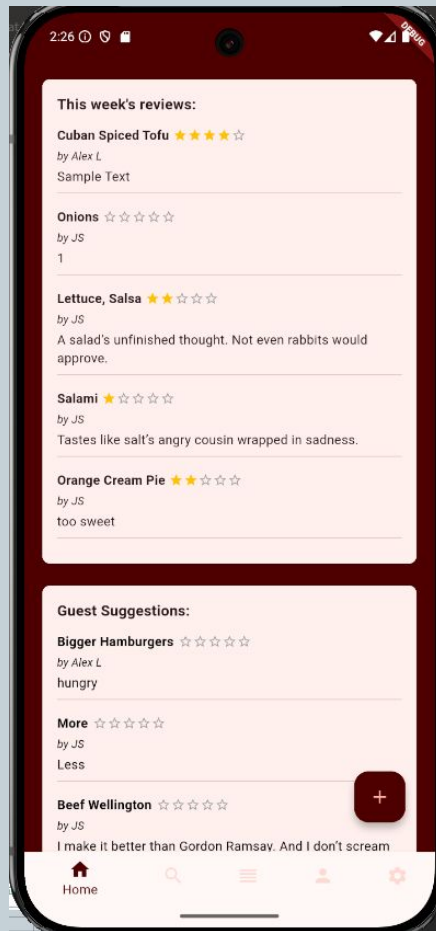 2:26
DEBUG
This week's reviews:
Cuban Spiced Tofu
by Alex L
Sample Text
Onions
by JS
1
Lettuce, Salsa
by JS
A salad's unfinished thought. Not even rabbits would
approve.
Salami
by JS
Tastes like salt's angry cousin wrapped in sadness.
Orange Cream Pie
by JS
too sweet
Guest Suggestions:
Bigger Hamburgers
by Alex L
hungry
More
by JS
Less
Beef Wellington
by JS
I make it better than Gordon Ramsay. And I don't scream
Home